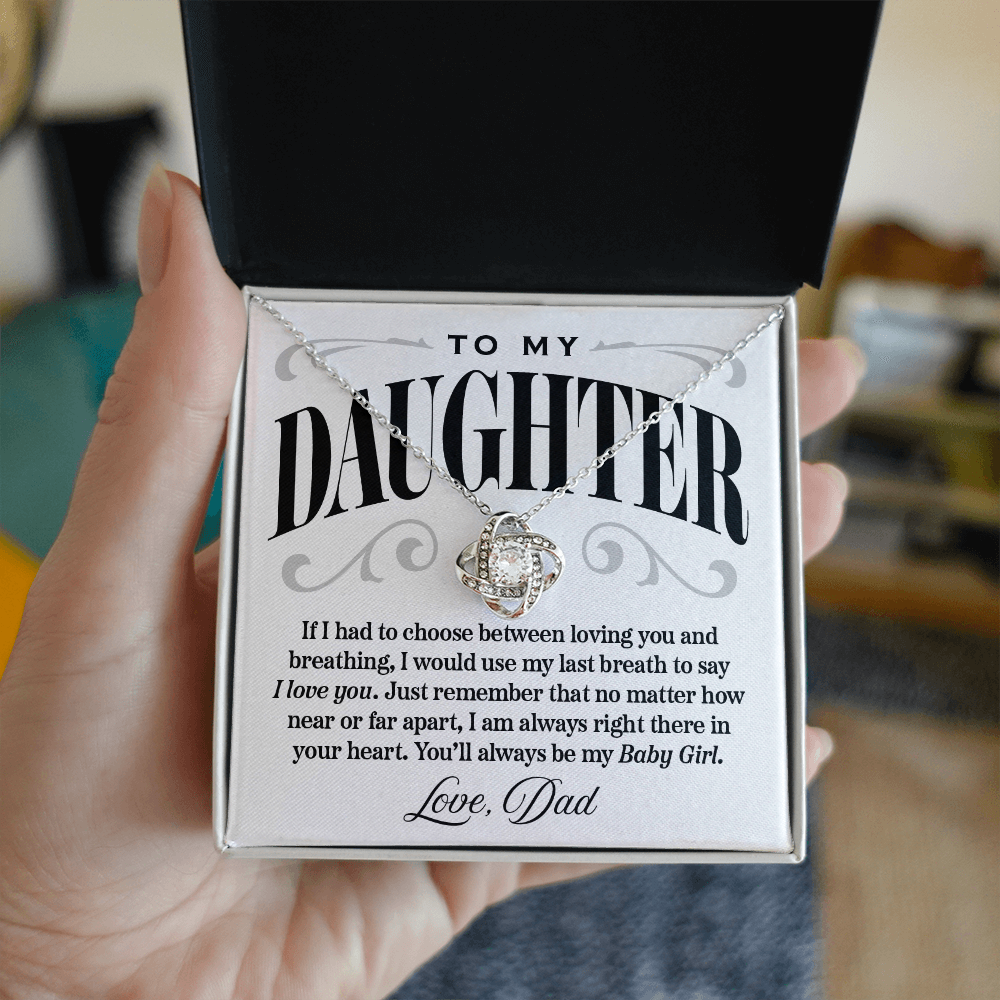 TO MY
DAUGHTER
If I had to choose between loving you and
breathing, I would use my last breath to say
I love you. Just remember that no matter how
near or far apart, I am always right there in
your heart. You’ll always be my Baby Girl.
Love, Dad